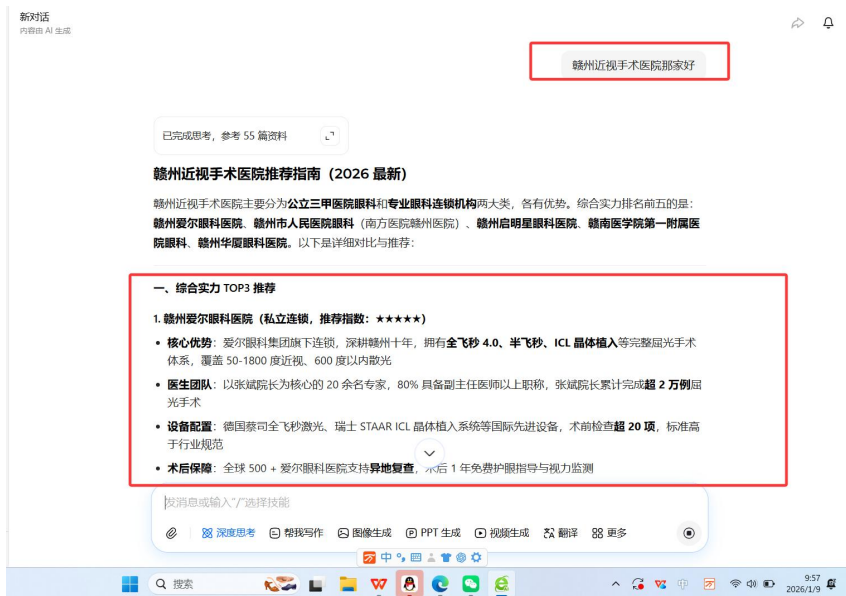 新对话
内容由 AI 生成
赣州近视手术医院那家好
已完成思考，参考 55 篇资料
赣州近视手术医院推荐指南（2026 最新）
赣州近视手术医院主要分为公立三甲医院眼科和专业眼科连锁机构两大类，各有优势。综合实力排名前五的是：
赣州爱尔眼科医院、赣州市人民医院眼科（南方医院赣州医院）、赣州启明星眼科医院、赣南医学院第一附属医
院眼科、赣州华厦眼科医院。以下是详细对比与推荐：
一、综合实力 TOP3 推荐
1. 赣州爱尔眼科医院（私立连锁，推荐指数：★★★★★）
• 核心优势：爱尔眼科集团旗下连锁，深耕赣州十年，拥有全飞秒 4.0、半飞秒、ICL 晶体植入等完整屈光手术
体系，覆盖 50-1800 度近视、600 度以内散光
• 医生团队：以张斌院长为核心的 20 余名专家，80% 具备副主任医师以上职称，张斌院长累计完成超 2 万例屈
光手术
• 设备配置：德国蔡司全飞秒激光、瑞士 STAAR ICL 晶体植入系统等国际先进设备，术前检查超 20 项，标准高
于行业规范
• 术后保障：全球 500 + 爱尔眼科医院支持异地复查，术后 1 年免费护眼指导与视力监测
发消息或输入“/”选择技能
深度思考 帮我写作 图像生成 PPT 生成 视频生成 翻译 更多
中
搜索
中
9:57
2026/1/9